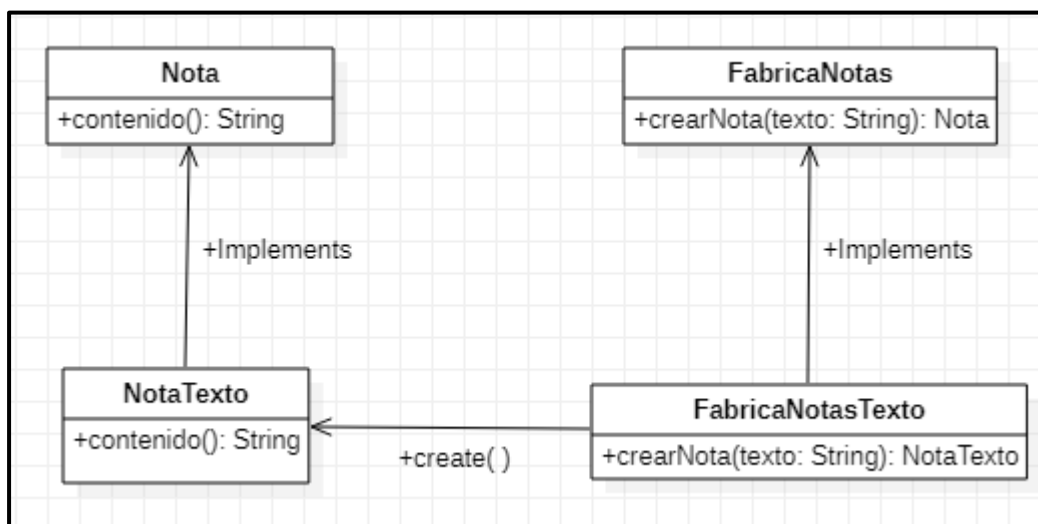 Nota
+contenido(): String
FabricaNotas
+crearNota(texto: String): Nota
+Implements
+Implements
NotaTexto
+contenido(): String
+create( )
FabricaNotasTexto
+crearNota(texto: String): NotaTexto